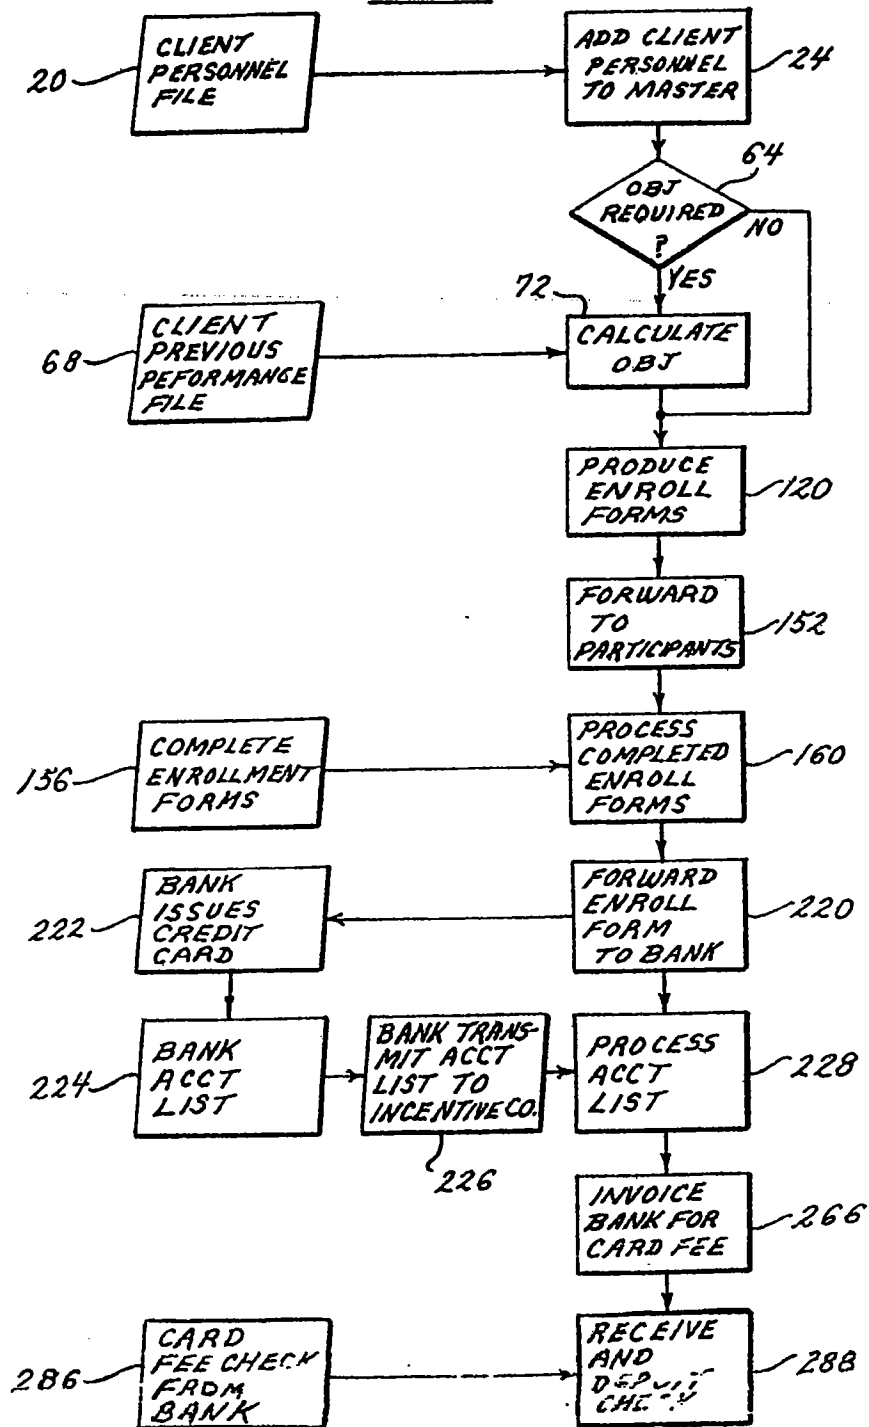 CLIENT
PERSONNEL
FILE
20
ADD CLIENT
PERSONNEL
TO MASTER
24
OBJ
REQUIRED
?
64
NO
YES
72
CLIENT
PREVIOUS
PEFORMANCE
FILE
68
CALCULATE
OBJ
PRODUCE
ENROLL
FORMS
120
FORWARD
TO
PARTICIPANTS
152
COMPLETE
ENROLLMENT
FORMS
156
PROCESS
COMPLETED
ENROLL
FORMS
160
BANK
ISSUES
CREDIT
CARD
222
FORWARD
ENROLL
FORM
TO BANK
220
BANK
ACCT
LIST
224
BANK TRANS-
MIT ACCT
LIST TO
INCENTIVE CO.
226
PROCESS
ACCT
LIST
228
INVOICE
BANK FOR
CARD FEE
266
CARD
FEE CHECK
FROM
BANK
286
RECEIVE
AND
DEPOSIT
CHECK
288